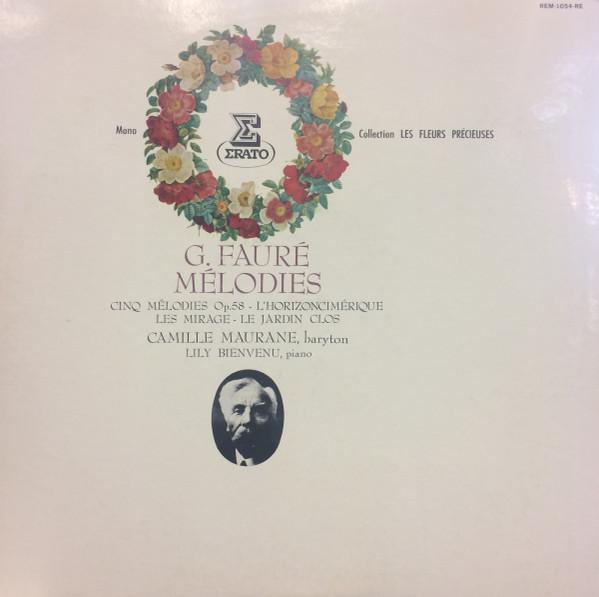 REM-1054-RE
Mono
Σ
ERATO
Collection LES FLEURS PRÉCIEUSES
G. FAURÉ
MÉLODIES
CINQ MÉLODIES Op.58 - L'HORIZONCIMÉRIQUE
LES MIRAGE - LE JARDIN CLOS
CAMILLE MAURANE, baryton
LILY BIENVENU, piano